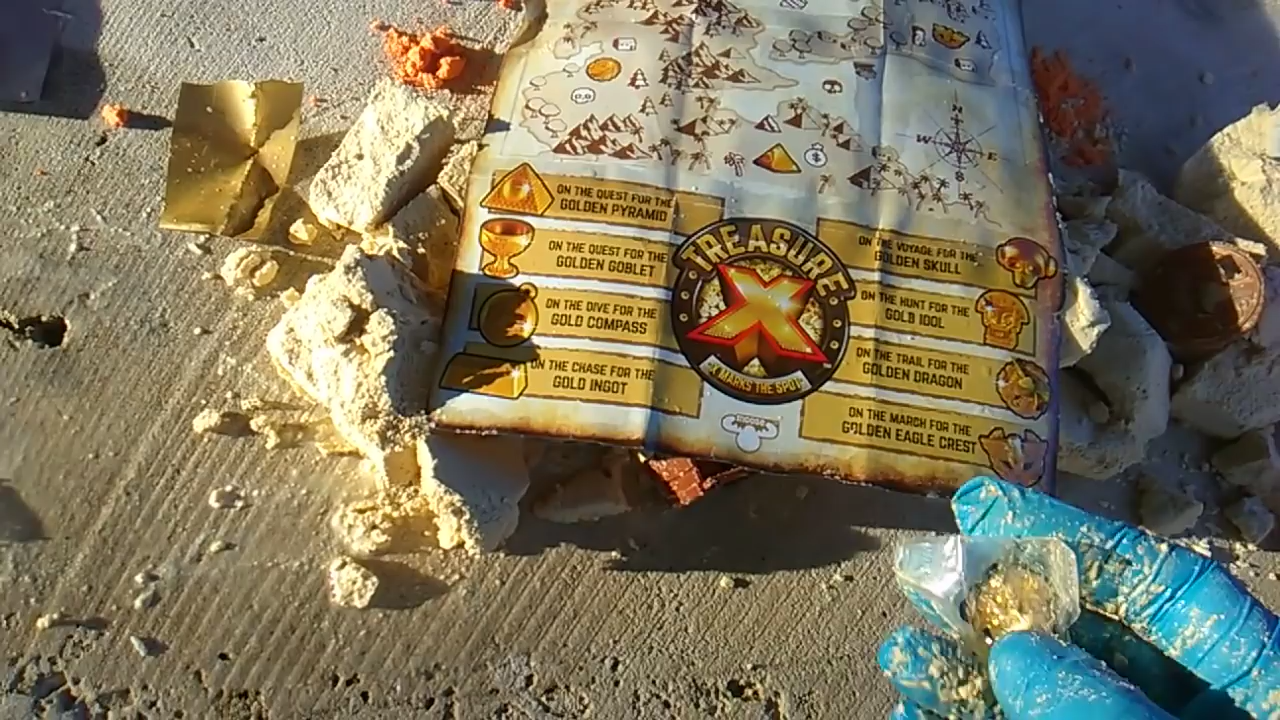 N
W E
S
ON THE QUEST FOR THE
GOLDEN PYRAMID
ON THE QUEST FOR THE
GOLDEN GOBLET
ON THE DIVE FOR THE
GOLD COMPASS
ON THE CHASE FOR THE
GOLD INGOT
TREASURE
X
X MARKS THE SPOT
ON THE VOYAGE FOR THE
GOLDEN SKULL
ON THE HUNT FOR THE
GOLD IDOL
ON THE TRAIL FOR THE
GOLDEN DRAGON
ON THE MARCH FOR THE
GOLDEN EAGLE CREST